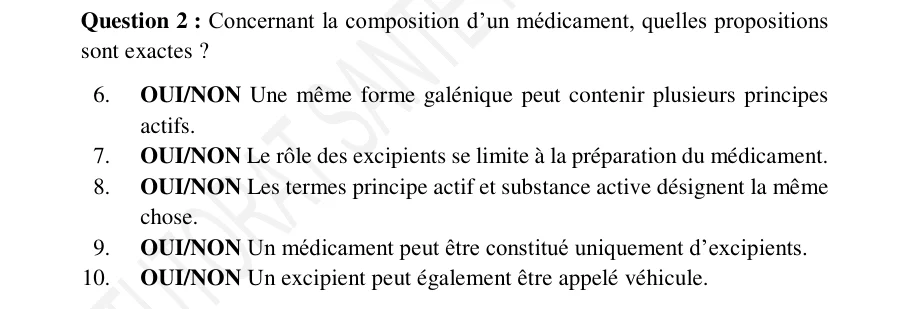 Question 2 : Concernant la composition d’un médicament, quelles propositions
sont exactes ?
6. OUI/NON Une même forme galénique peut contenir plusieurs principes
actifs.
7. OUI/NON Le rôle des excipients se limite à la préparation du médicament.
8. OUI/NON Les termes principe actif et substance active désignent la même
chose.
9. OUI/NON Un médicament peut être constitué uniquement d’excipients.
10. OUI/NON Un excipient peut également être appelé véhicule.
TUTORAT SANTE